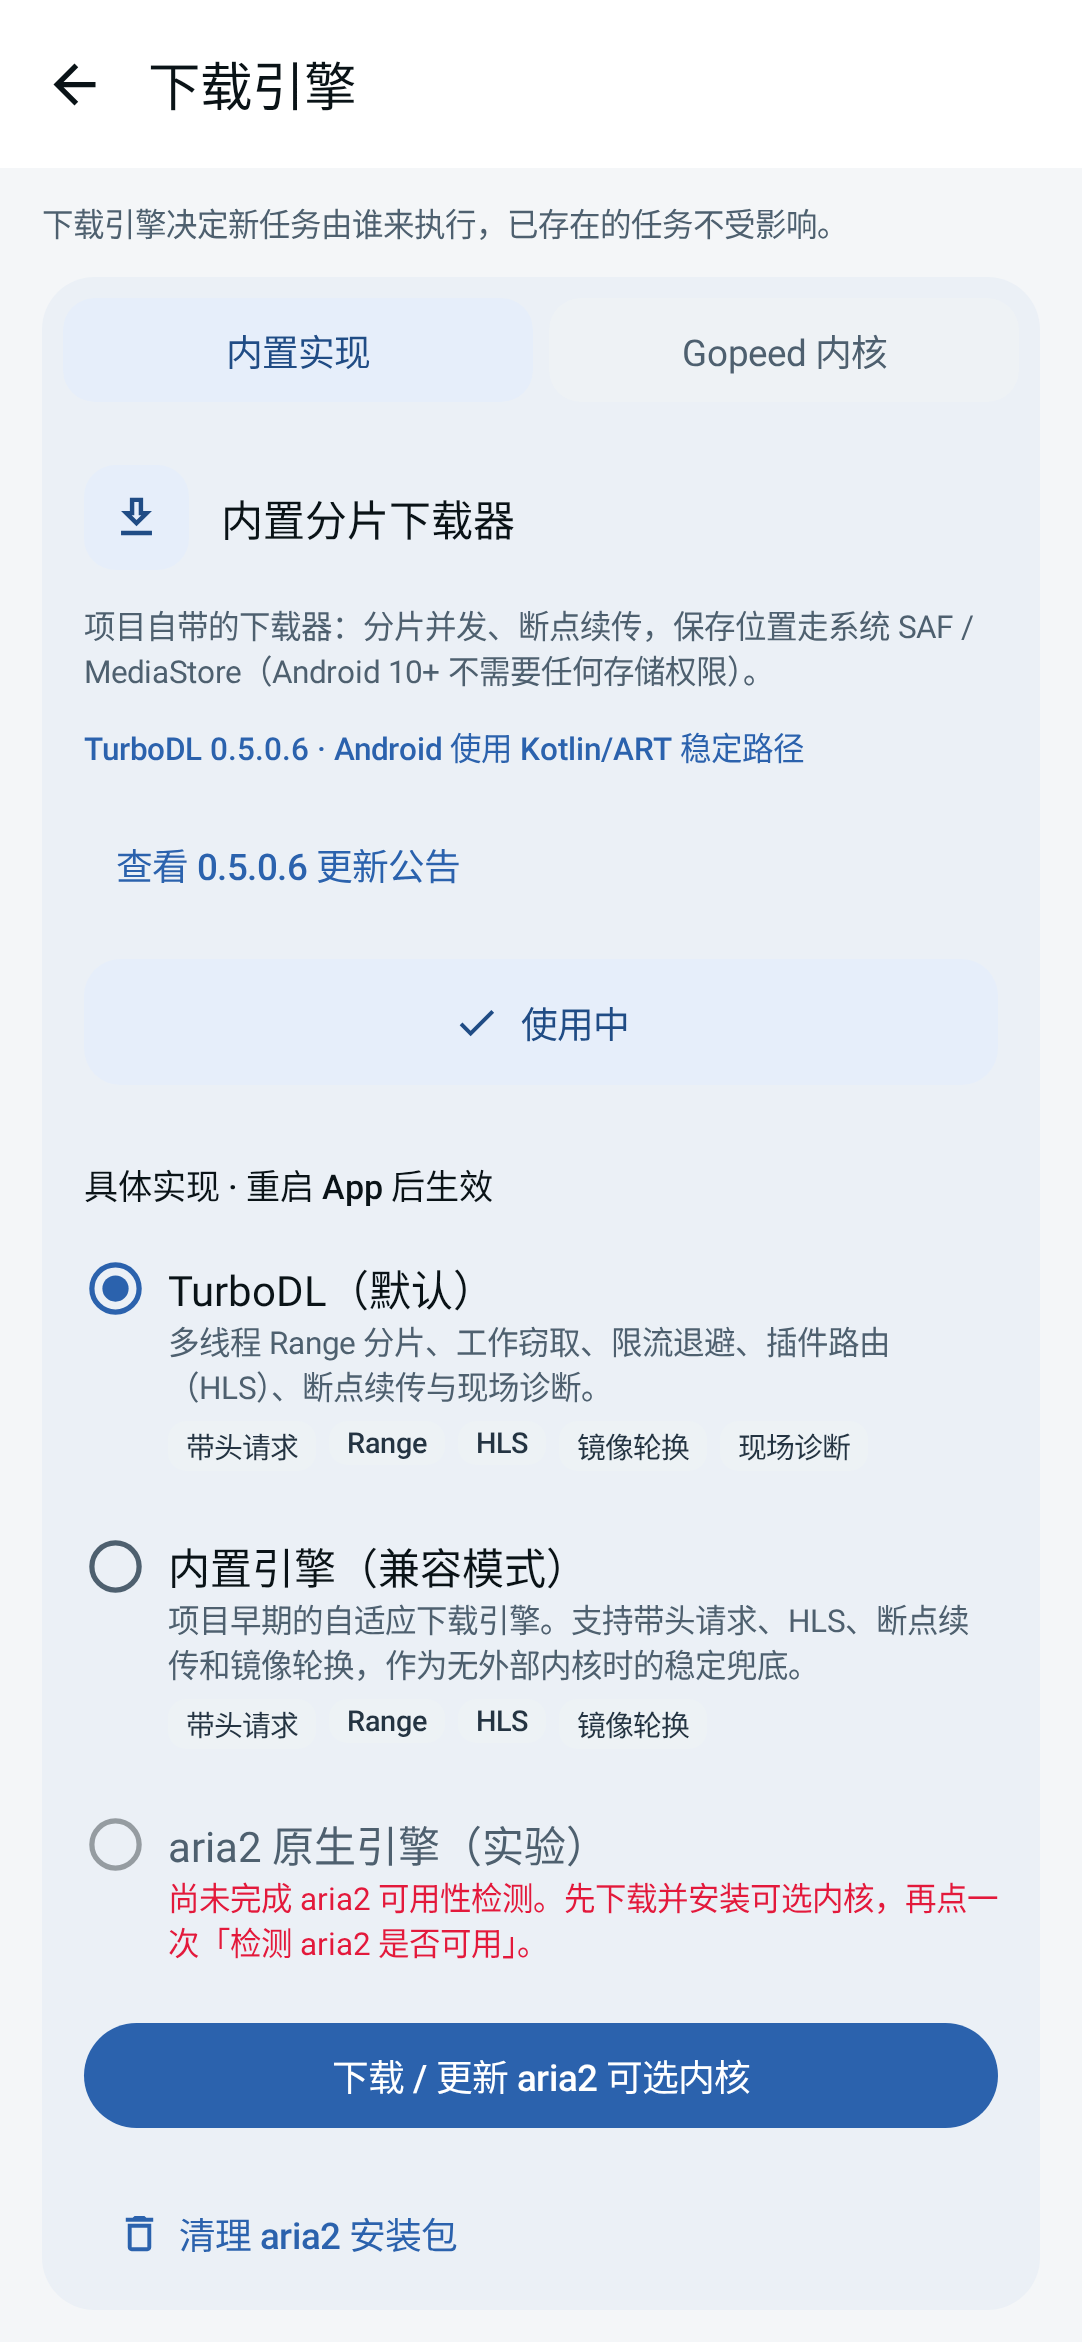 下载引擎
下载引擎决定新任务由谁来执行，已存在的任务不受影响。
内置实现
Gopeed 内核
内置分片下载器
项目自带的下载器：分片并发、断点续传，保存位置走系统 SAF /
MediaStore（Android 10+ 不需要任何存储权限）。
TurboDL 0.5.0.6 · Android 使用 Kotlin/ART 稳定路径
查看 0.5.0.6 更新公告
使用中
具体实现 · 重启 App 后生效
TurboDL（默认）
多线程 Range 分片、工作窃取、限流退避、插件路由
（HLS）、断点续传与现场诊断。
带头请求 Range HLS 镜像轮换 现场诊断
内置引擎（兼容模式）
项目早期的自适应下载引擎。支持带头请求、HLS、断点续
传和镜像轮换，作为无外部内核时的稳定兜底。
带头请求 Range HLS 镜像轮换
aria2 原生引擎（实验）
尚未完成 aria2 可用性检测。先下载并安装可选内核，再点一
次「检测 aria2 是否可用」。
下载 / 更新 aria2 可选内核
清理 aria2 安装包